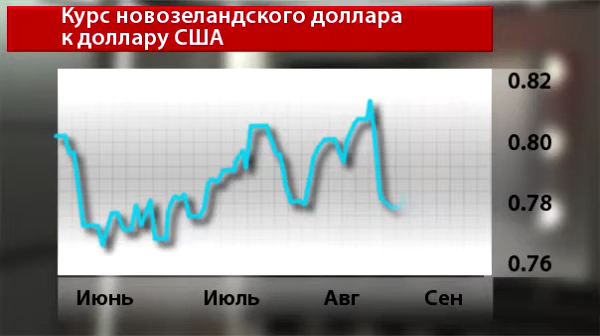 Курс новозеландского доллара
к доллару США
0.82
0.80
0.78
0.76
Июнь Июль Авг Сен